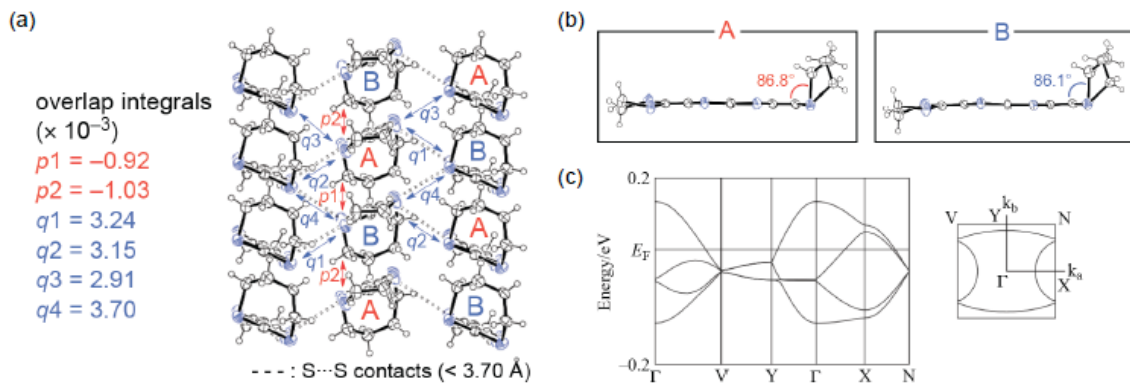 (a)
overlap integrals
(× 10⁻³)
p1 = –0.92
p2 = –1.03
q1 = 3.24
q2 = 3.15
q3 = 2.91
q4 = 3.70
B
A
p2
q3
q3
A
q1
B
q2
p1
q4
q4
B
A
q1
q2
p2
A
B
- - - : S···S contacts (< 3.70 Å)
(b)
A
86.8°
B
86.1°
(c)
0.2
Energy/eV
E_F
–0.2
Γ V Y Γ X N
V Y k_b N
Γ k_a
X